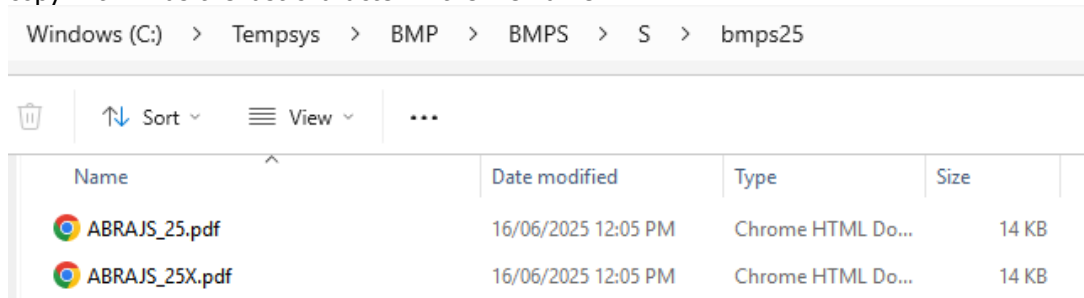 Windows (C:) > Tempsys > BMP > BMPS > S > bmps25
Sort View ...
Name Date modified Type Size
ABRAJS_25.pdf 16/06/2025 12:05 PM Chrome HTML Do... 14 KB
ABRAJS_25X.pdf 16/06/2025 12:05 PM Chrome HTML Do... 14 KB